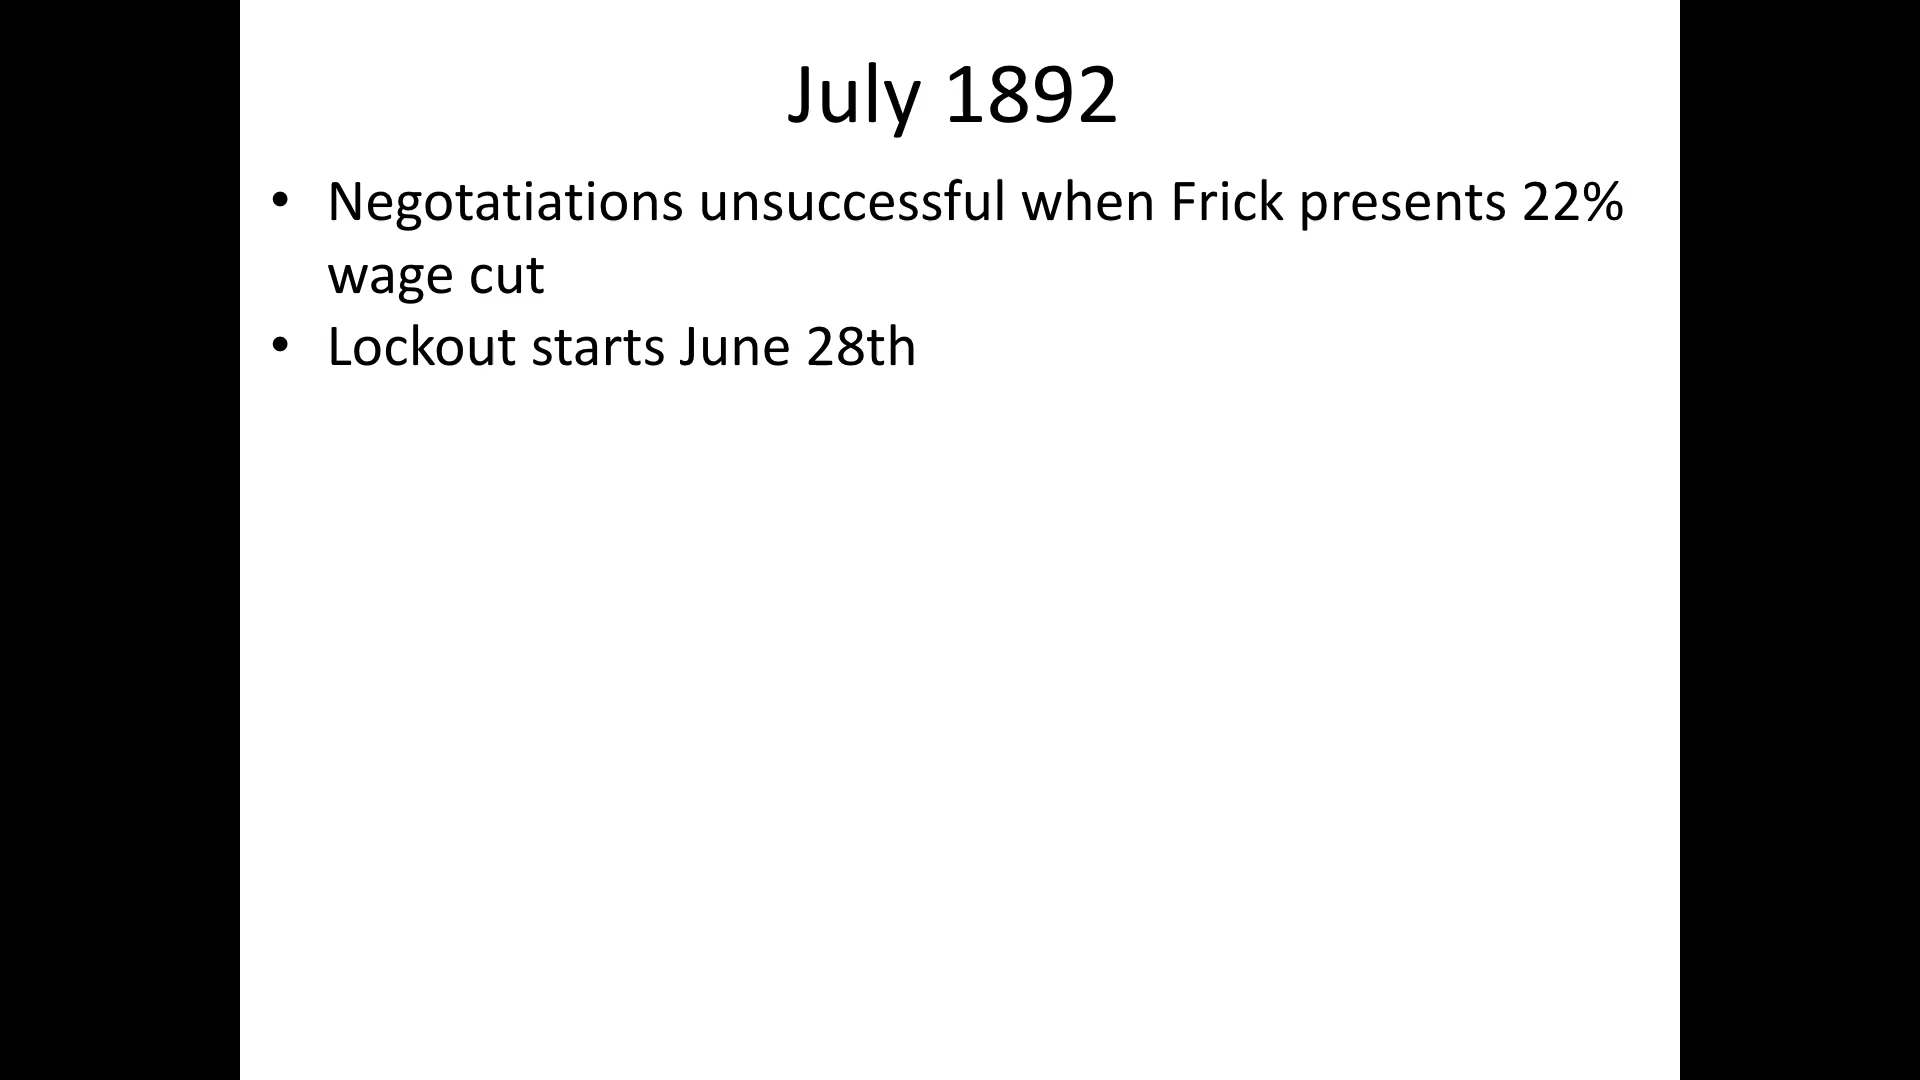 July 1892
• Negotatiations unsuccessful when Frick presents 22%
wage cut
• Lockout starts June 28th